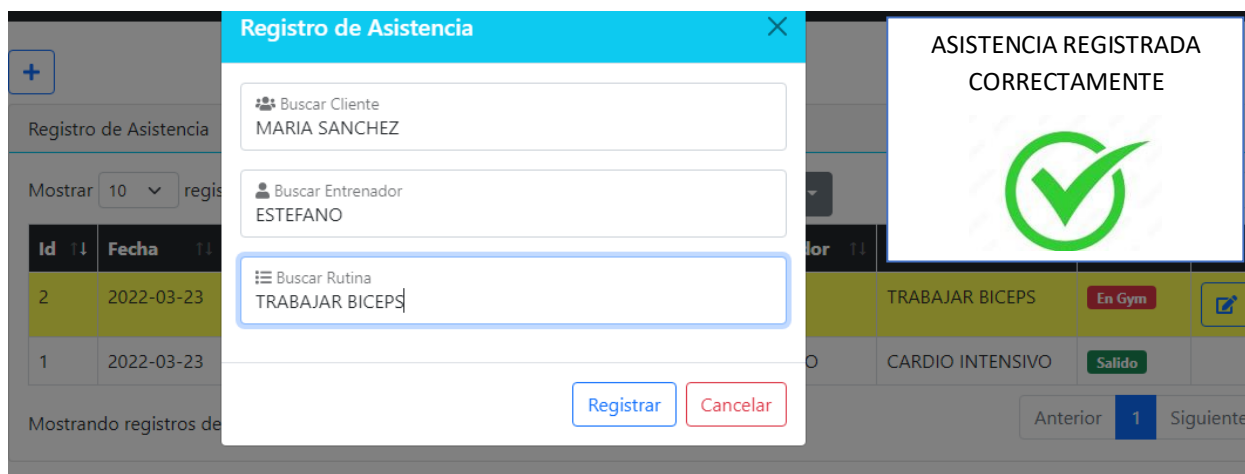 Registro de Asistencia
ASISTENCIA REGISTRADA
CORRECTAMENTE
Buscar Cliente
MARIA SANCHEZ
Registro de Asistencia
Mostrar 10 regis
Buscar Entrenador
ESTEFANO
Id Fecha dor
Buscar Rutina
TRABAJAR BICEPS
2 2022-03-23 TRABAJAR BICEPS En Gym
1 2022-03-23 O CARDIO INTENSIVO Salido
Registrar Cancelar
Mostrando registros de Anterior 1 Siguiente